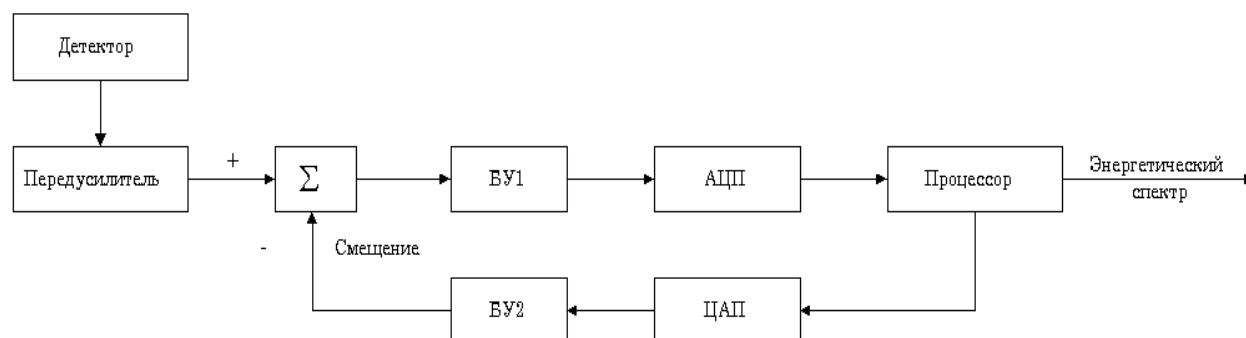 Детектор
Передусилитель
+
Σ
БУ1
АЦП
Процессор
Энергетический
спектр
-
Смещение
БУ2
ЦАП